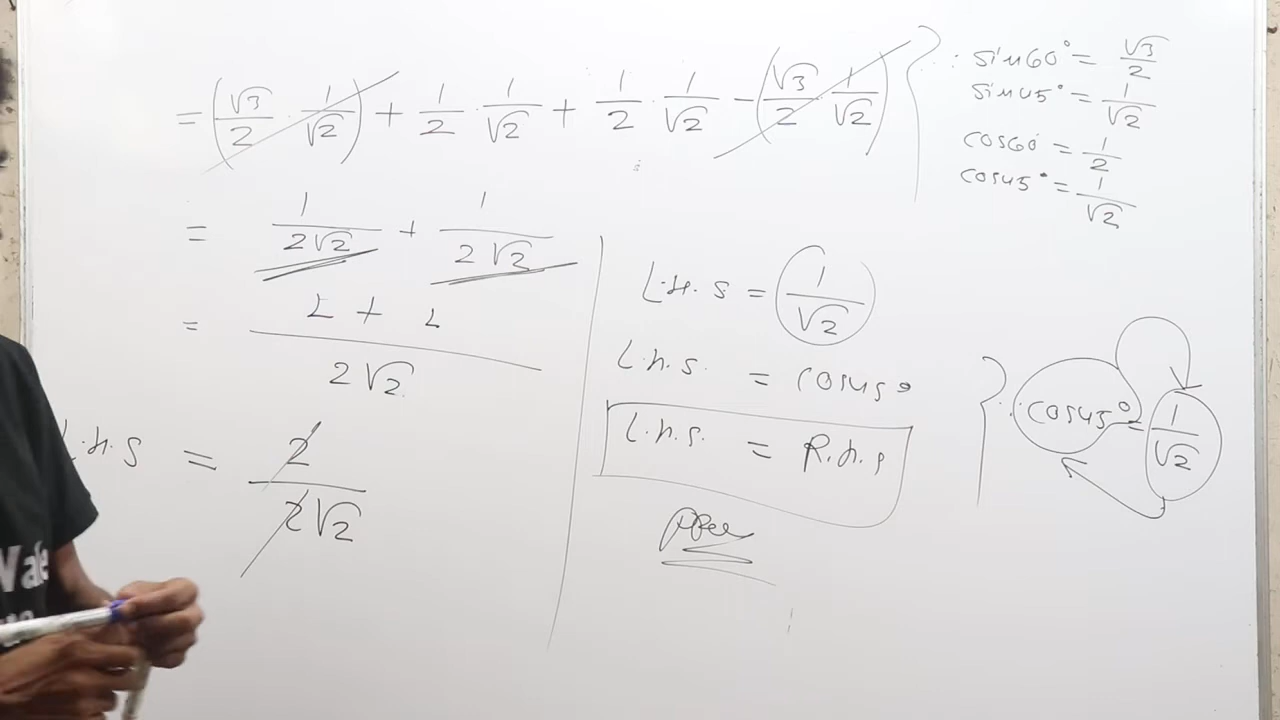 = (√3/2 · 1/√2) + 1/2 · 1/√2 + 1/2 · 1/√2 - (√3/2 · 1/√2)
= 1/2√2 + 1/2√2
= 1 + 1/2√2
L.H.S = 2/2√2
L.H.S = 1/√2
L.H.S. = cos45°
L.H.S. = R.H.S
∴ sin60° = √3/2
sin45° = 1/√2
cos60° = 1/2
cos45° = 1/√2
∴ cos45° = 1/√2